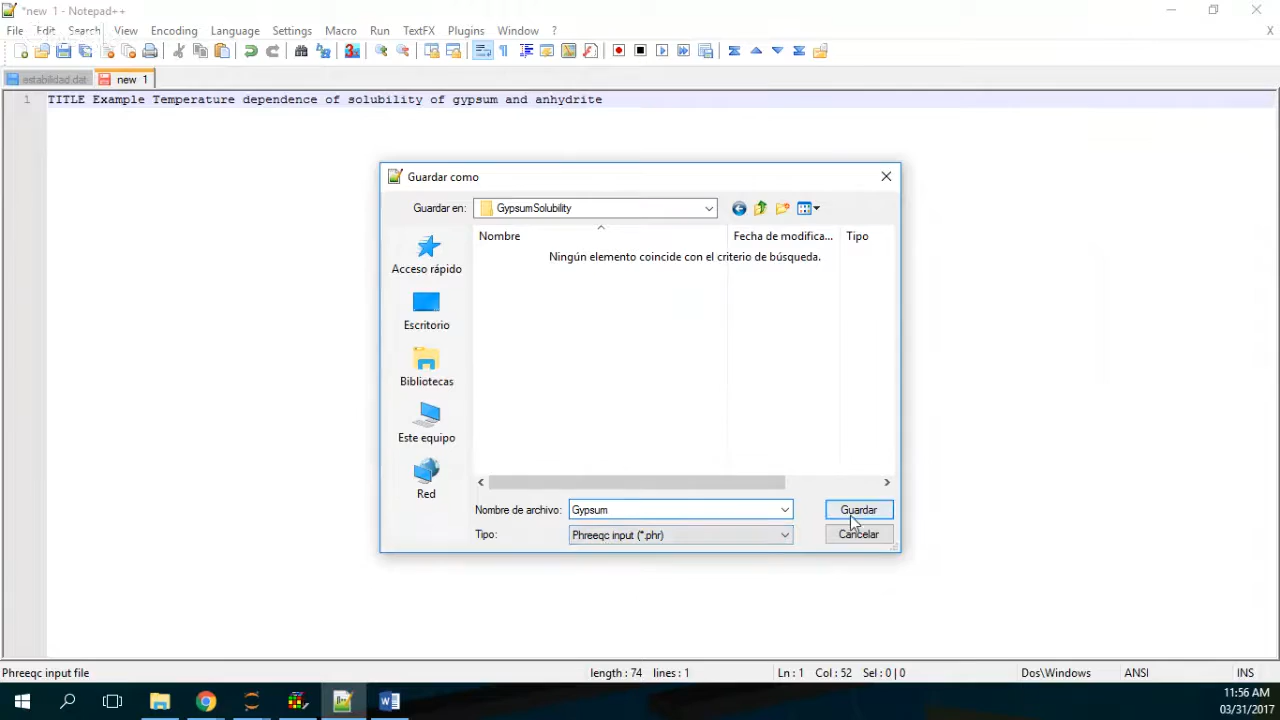 *new 1 - Notepad++
File Edit Search View Encoding Language Settings Macro Run TextFX Plugins Window ? X
estabilidad.dat new 1
1 TITLE Example Temperature dependence of solubility of gypsum and anhydrite
Guardar como
Guardar en: GypsumSolubility
Nombre Fecha de modifica... Tipo
Ningún elemento coincide con el criterio de búsqueda.
Acceso rápido
Escritorio
Bibliotecas
Este equipo
Red
Nombre de archivo: Gypsum Guardar
Tipo: Phreeqc input (*.phr) Cancelar
Phreeqc input file length : 74 lines : 1 Ln : 1 Col : 52 Sel : 0 | 0 Dos\Windows ANSI INS
11:56 AM
03/31/2017